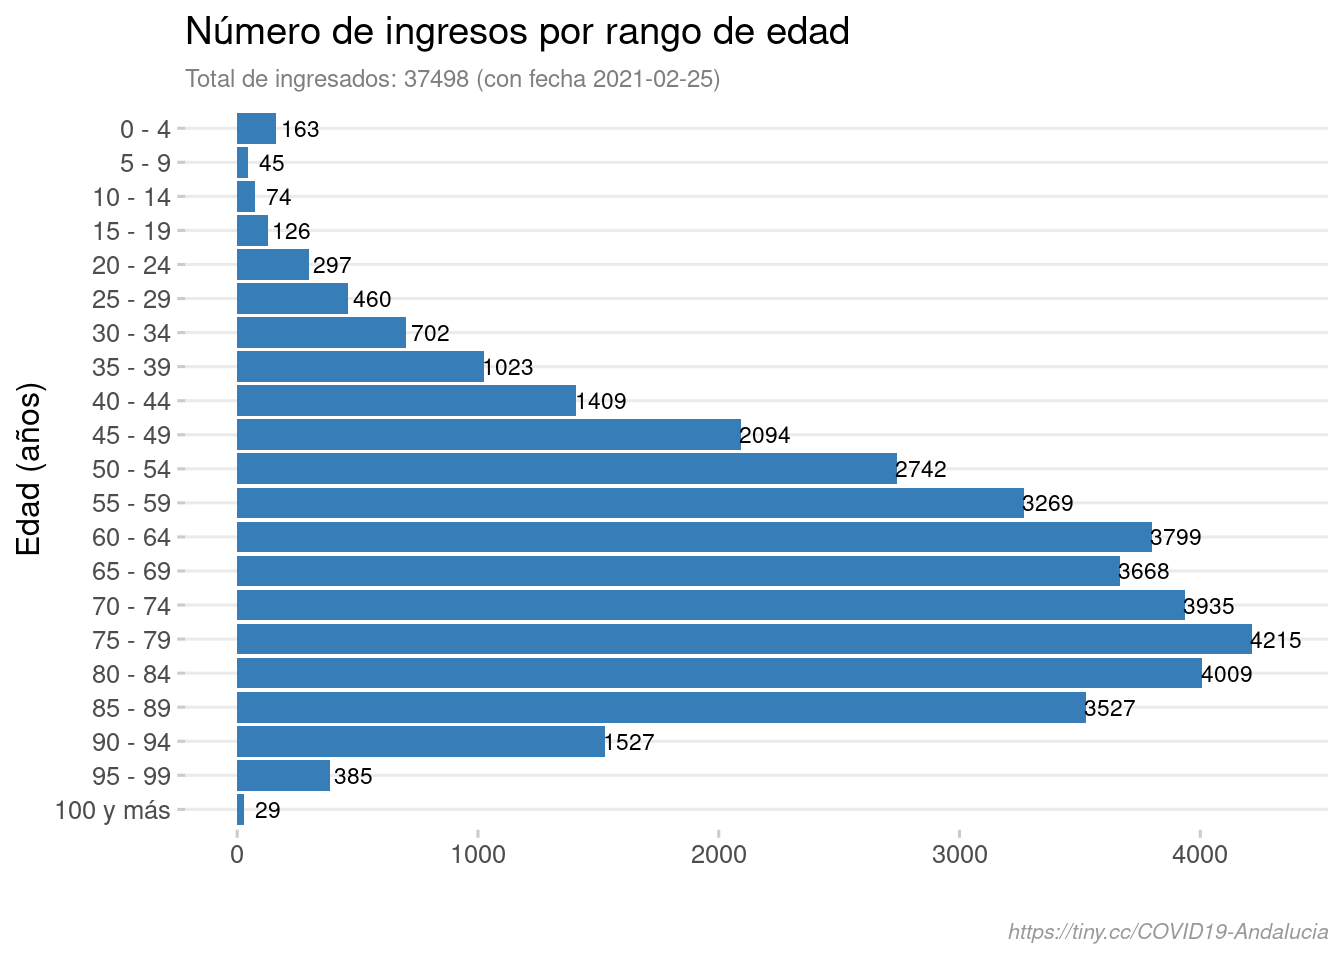 Número de ingresos por rango de edad
Total de ingresados: 37498 (con fecha 2021-02-25)
Edad (años)
0 - 4 163
5 - 9 45
10 - 14 74
15 - 19 126
20 - 24 297
25 - 29 460
30 - 34 702
35 - 39 1023
40 - 44 1409
45 - 49 2094
50 - 54 2742
55 - 59 3269
60 - 64 3799
65 - 69 3668
70 - 74 3935
75 - 79 4215
80 - 84 4009
85 - 89 3527
90 - 94 1527
95 - 99 385
100 y más 29
0 1000 2000 3000 4000
https://tiny.cc/COVID19-Andalucia